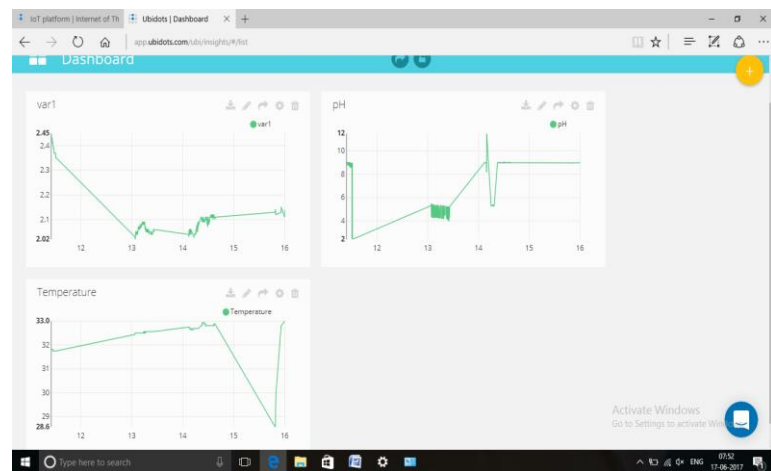 IoT platform | Internet of Th
Ubidots | Dashboard
app.ubidots.com/ubi/insights/#/list
Dashboard
var1
var1
2.45
2.4
2.3
2.2
2.1
2.02
12 13 14 15 16
pH
pH
12
10
8
6
4
2
12 13 14 15 16
Temperature
Temperature
33.0
32
31
30
29
28.6
12 13 14 15 16
Activate Windows
Go to Settings to activate
Type here to search
ENG
07:52
17-06-2017